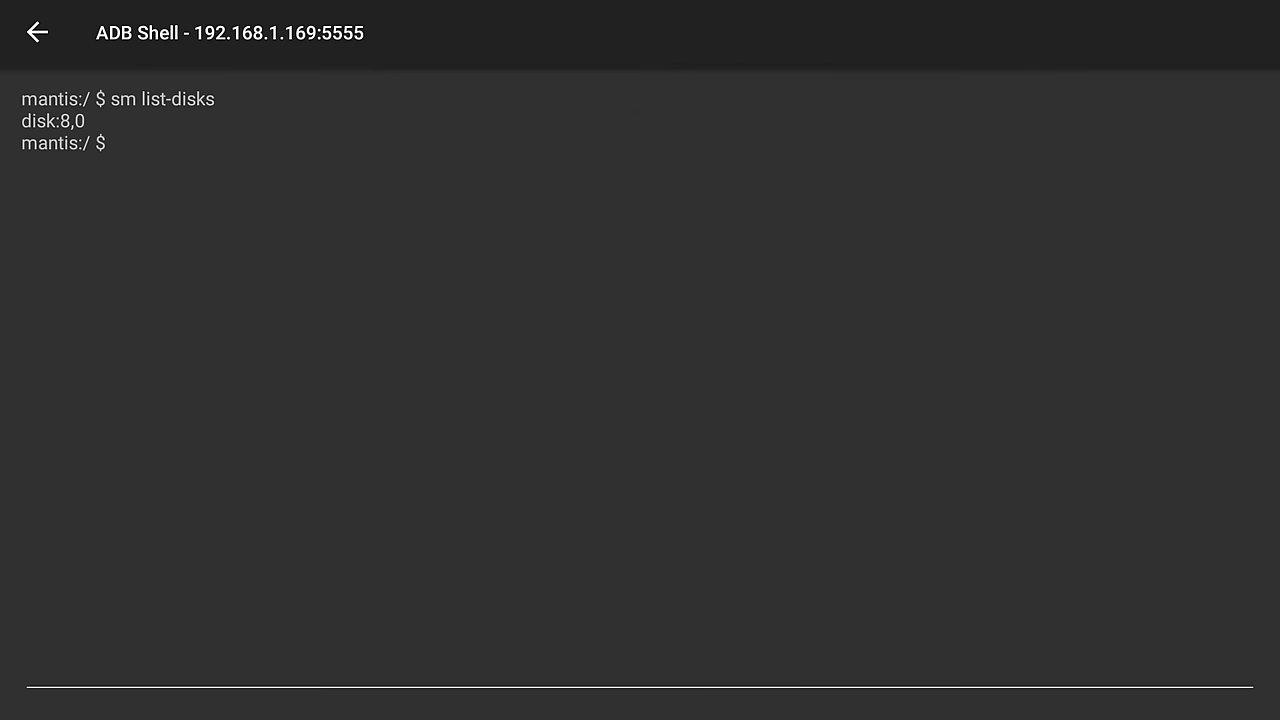 ADB Shell - 192.168.1.169:5555
mantis:/ $ sm list-disks
disk:8,0
mantis:/ $